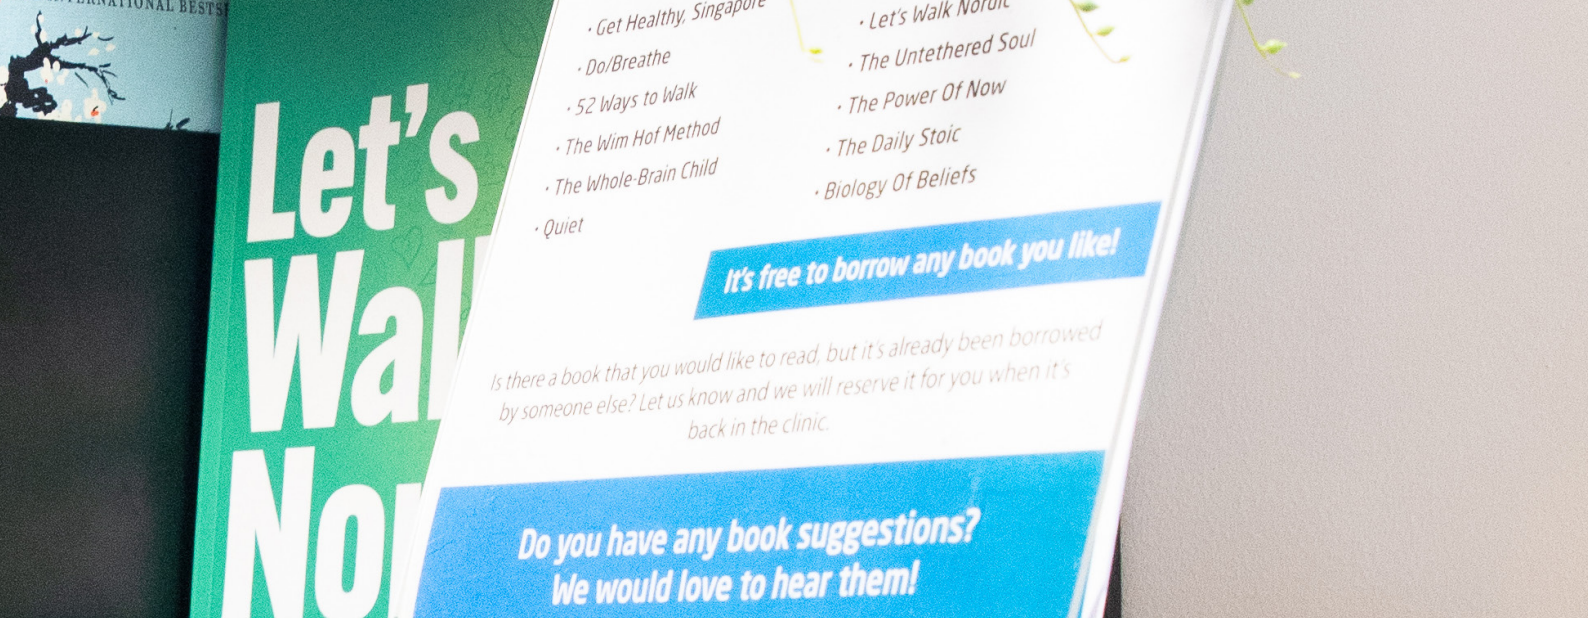 INTERNATIONAL
Let's
Wal
No
• Get Healthy, Singapore
• Do/Breathe
• 52 Ways to Walk
• The Wim Hof Method
• The Whole-Brain Child
• Quiet
• Let's Walk Nordic
• The Untethered Soul
• The Power Of Now
• The Daily Stoic
• Biology Of Beliefs
It's free to borrow any book you like!
Is there a book that you would like to read, but it's already been borrowed
by someone else? Let us know and we will reserve it for you when it's
back in the clinic.
Do you have any book suggestions?
We would love to hear them!